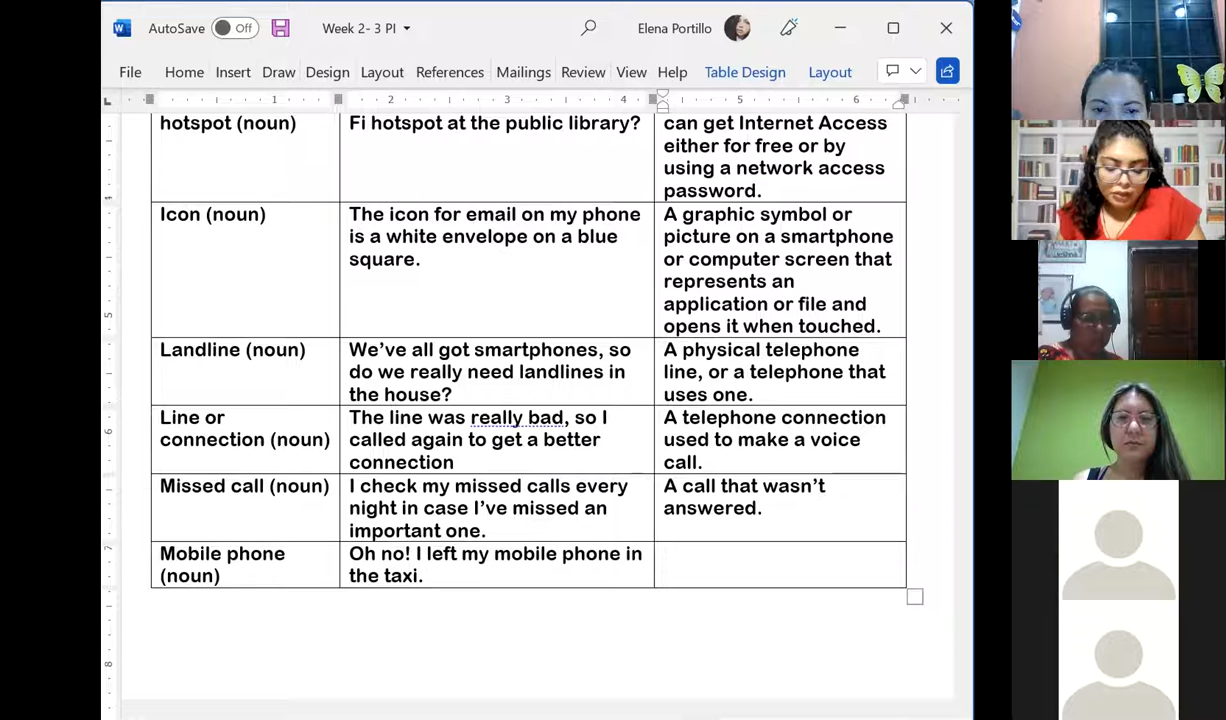 AutoSave Off Week 2- 3 PI Elena Portillo
File Home Insert Draw Design Layout References Mailings Review View Help Table Design Layout
1 2 3 4 5 6
hotspot (noun)
Fi hotspot at the public library?
can get Internet Access
either for free or by
using a network access
password.
Icon (noun)
The icon for email on my phone
is a white envelope on a blue
square.
A graphic symbol or
picture on a smartphone
or computer screen that
represents an
application or file and
opens it when touched.
Landline (noun)
We’ve all got smartphones, so
do we really need landlines in
the house?
A physical telephone
line, or a telephone that
uses one.
Line or
connection (noun)
The line was really bad, so I
called again to get a better
connection
A telephone connection
used to make a voice
call.
Missed call (noun)
I check my missed calls every
night in case I’ve missed an
important one.
A call that wasn’t
answered.
Mobile phone
(noun)
Oh no! I left my mobile phone in
the taxi.